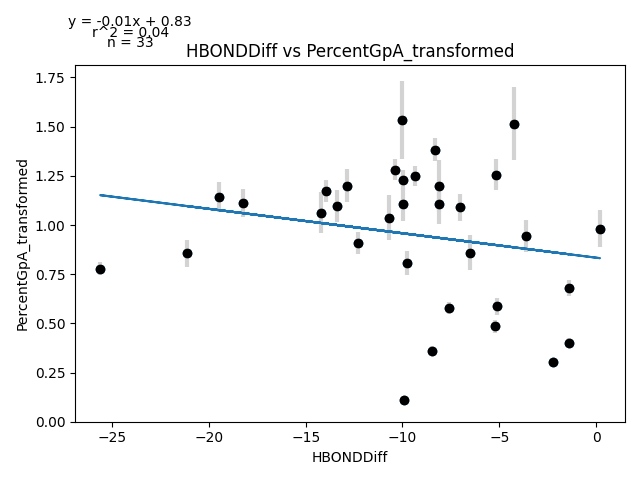 y = -0.01x + 0.83
r^2 = 0.04
n = 33
HBONDDiff vs PercentGpA_transformed
PercentGpA_transformed
1.75
1.50
1.25
1.00
0.75
0.50
0.25
0.00
−25
−20
−15
−10
−5
0
HBONDDiff